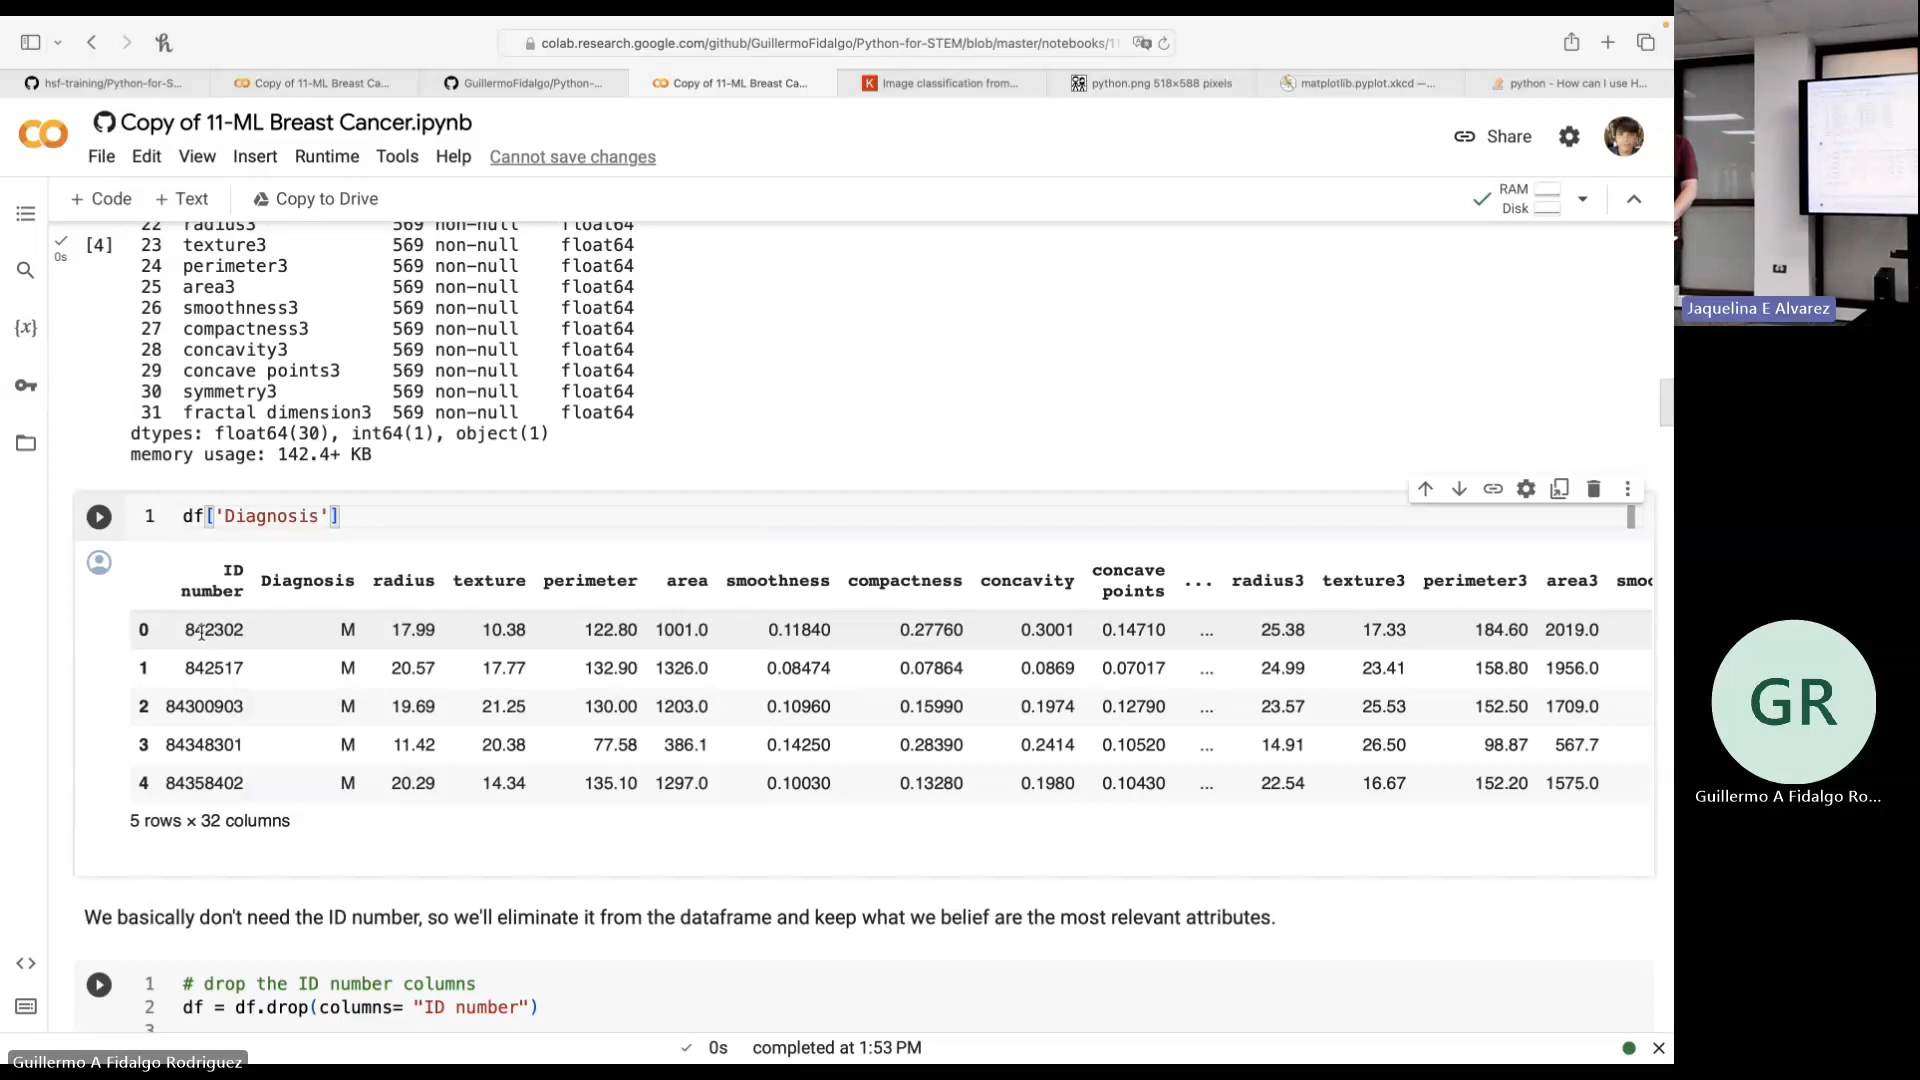 colab.research.google.com/github/GuillermoFidalgo/Python-for-STEM/blob/master/notebooks/1
hsf-training/Python-for-S...
Copy of 11-ML Breast Ca...
GuillermoFidalgo/Python-...
Copy of 11-ML Breast Ca...
Image classification from...
python.png 518×588 pixels
matplotlib.pyplot.xkcd —...
python - How can I use H...
Copy of 11-ML Breast Cancer.ipynb
File Edit View Insert Runtime Tools Help Cannot save changes
Share
+ Code + Text Copy to Drive
RAM
Disk
22 radius3 569 non-null float64
[4] 23 texture3 569 non-null float64
0s
24 perimeter3 569 non-null float64
25 area3 569 non-null float64
26 smoothness3 569 non-null float64
27 compactness3 569 non-null float64
28 concavity3 569 non-null float64
29 concave points3 569 non-null float64
30 symmetry3 569 non-null float64
31 fractal dimension3 569 non-null float64
dtypes: float64(30), int64(1), object(1)
memory usage: 142.4+ KB
1 df['Diagnosis']
ID number Diagnosis radius texture perimeter area smoothness compactness concavity concave points ... radius3 texture3 perimeter3 area3 smoo
0 842302 M 17.99 10.38 122.80 1001.0 0.11840 0.27760 0.3001 0.14710 ... 25.38 17.33 184.60 2019.0
1 842517 M 20.57 17.77 132.90 1326.0 0.08474 0.07864 0.0869 0.07017 ... 24.99 23.41 158.80 1956.0
2 84300903 M 19.69 21.25 130.00 1203.0 0.10960 0.15990 0.1974 0.12790 ... 23.57 25.53 152.50 1709.0
3 84348301 M 11.42 20.38 77.58 386.1 0.14250 0.28390 0.2414 0.10520 ... 14.91 26.50 98.87 567.7
4 84358402 M 20.29 14.34 135.10 1297.0 0.10030 0.13280 0.1980 0.10430 ... 22.54 16.67 152.20 1575.0
5 rows × 32 columns
We basically don't need the ID number, so we'll eliminate it from the dataframe and keep what we belief are the most relevant attributes.
1 # drop the ID number columns
2 df = df.drop(columns= "ID number")
3
0s completed at 1:53 PM
Guillermo A Fidalgo Rodriguez
Jaquelina E Alvarez
GR
Guillermo A Fidalgo Ro...